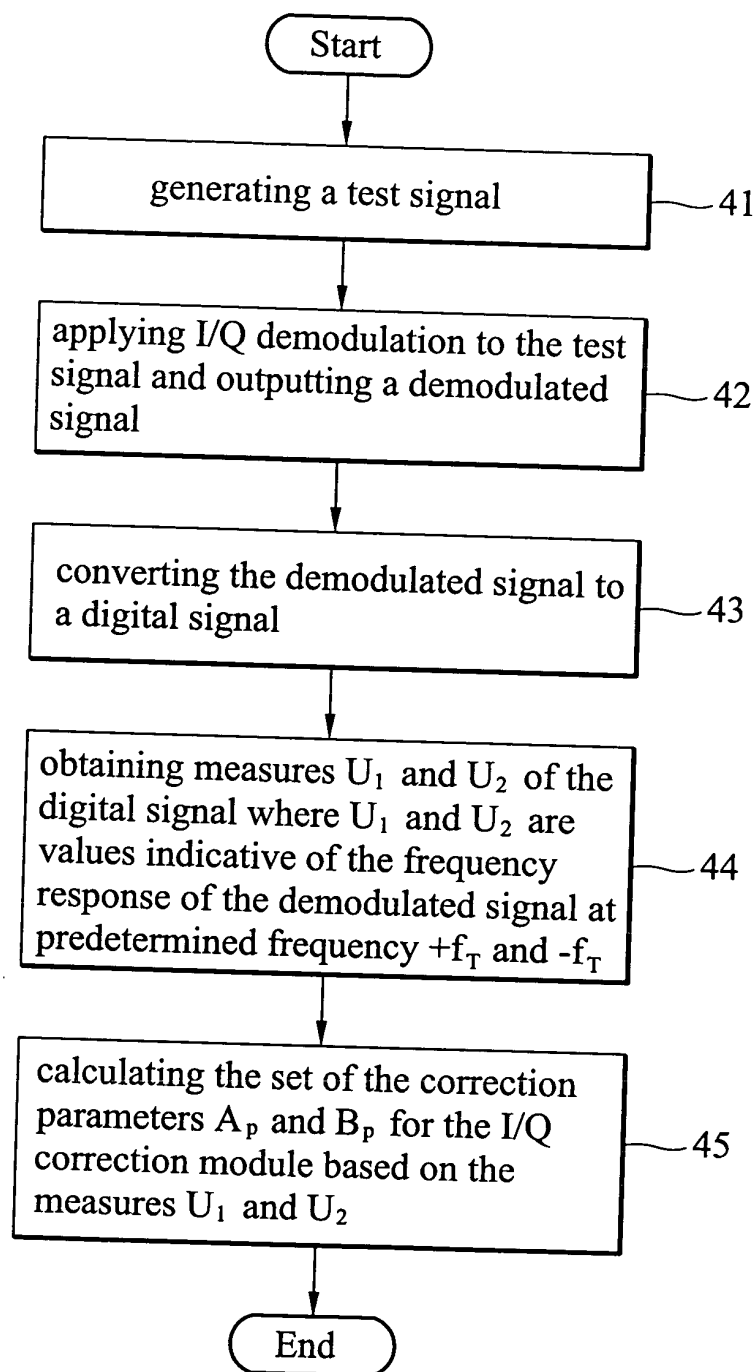 Start
generating a test signal
41
applying I/Q demodulation to the test
signal and outputting a demodulated
signal
42
converting the demodulated signal to
a digital signal
43
obtaining measures U₁ and U₂ of the
digital signal where U₁ and U₂ are
values indicative of the frequency
response of the demodulated signal at
predetermined frequency +f_T and -f_T
44
calculating the set of the correction
parameters Aₚ and Bₚ for the I/Q
correction module based on the
measures U₁ and U₂
45
End